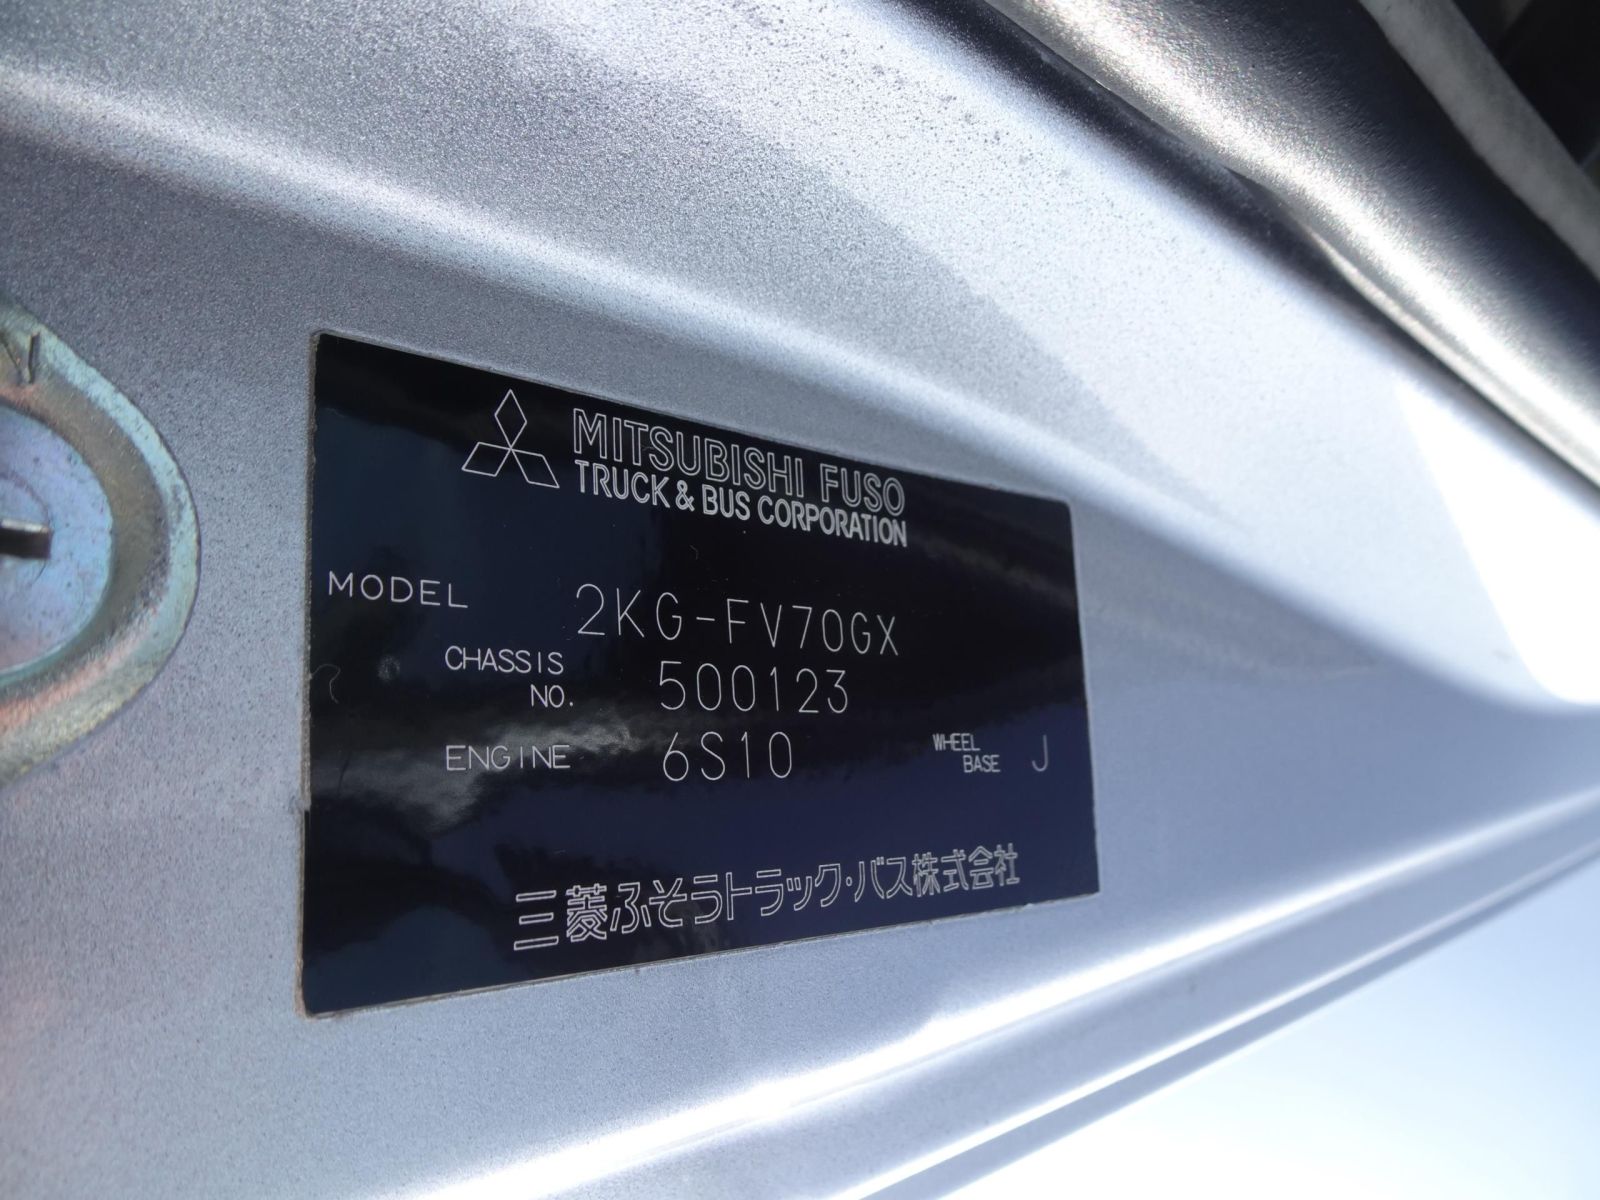 MITSUBISHI FUSO
TRUCK & BUS CORPORATION
MODEL 2KG-FV70GX
CHASSIS NO. 500123
ENGINE 6S10 WHEEL BASE J
三菱ふそうトラック・バス株式会社